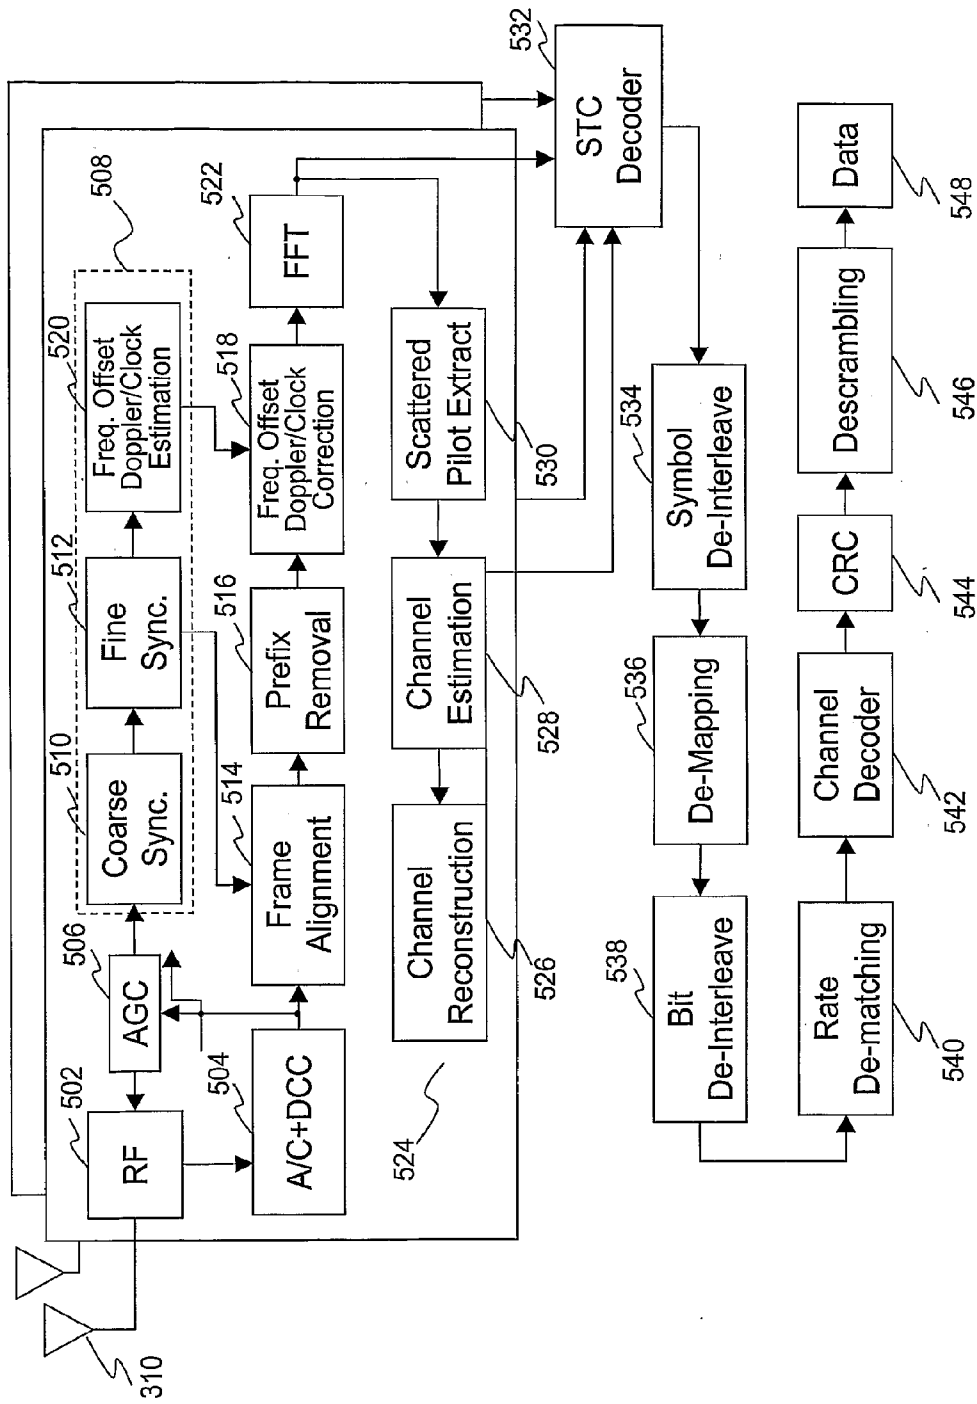 310
502
RF
506
AGC
504
A/C+DCC
508
510
Coarse
Sync.
512
Fine
Sync.
520
Freq. Offset
Doppler/Clock
Estimation
514
Frame
Alignment
516
Prefix
Removal
518
Freq. Offset
Doppler/Clock
Correction
522
FFT
524
Channel
Reconstruction
526
Channel
Estimation
528
Scattered
Pilot Extract
530
532
STC
Decoder
538
Bit
De-Interleave
536
De-Mapping
534
Symbol
De-Interleave
Rate
De-matching
540
Channel
Decoder
542
CRC
544
Descrambling
546
Data
548